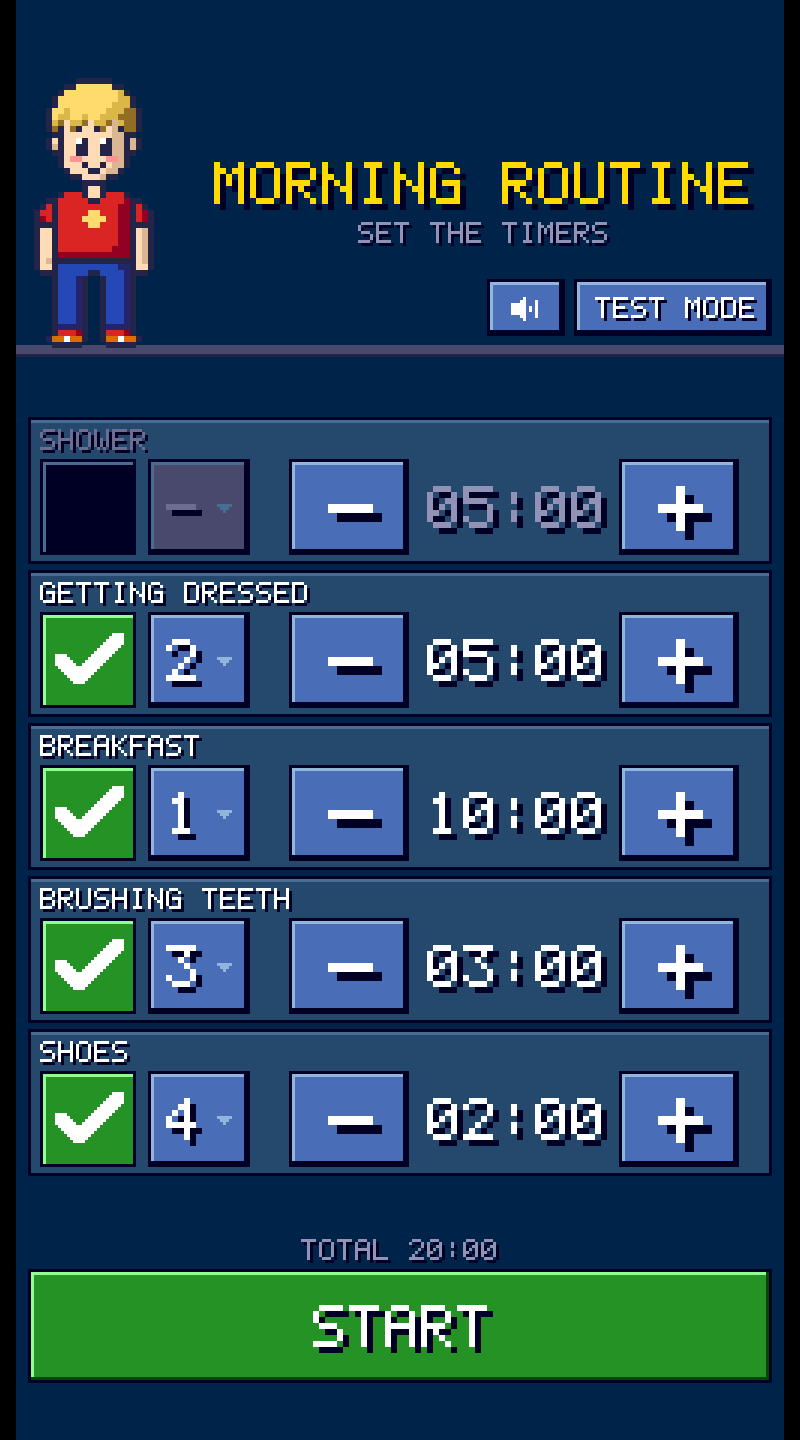 MORNING ROUTINE
SET THE TIMERS
TEST MODE
SHOWER
– − 05:00 +
GETTING DRESSED
2 − 05:00 +
BREAKFAST
1 − 10:00 +
BRUSHING TEETH
3 − 03:00 +
SHOES
4 − 02:00 +
TOTAL 20:00
START